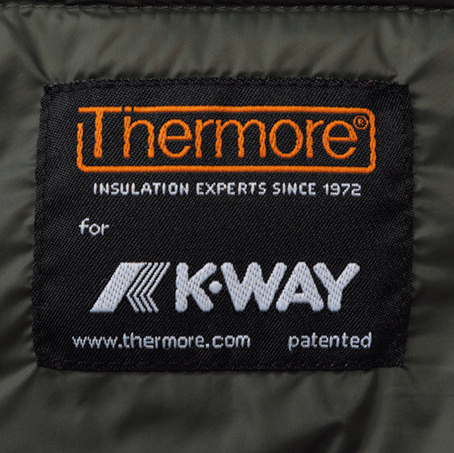 Thermore®
INSULATION EXPERTS SINCE 1972
for
K·WAY
www.thermore.com patented